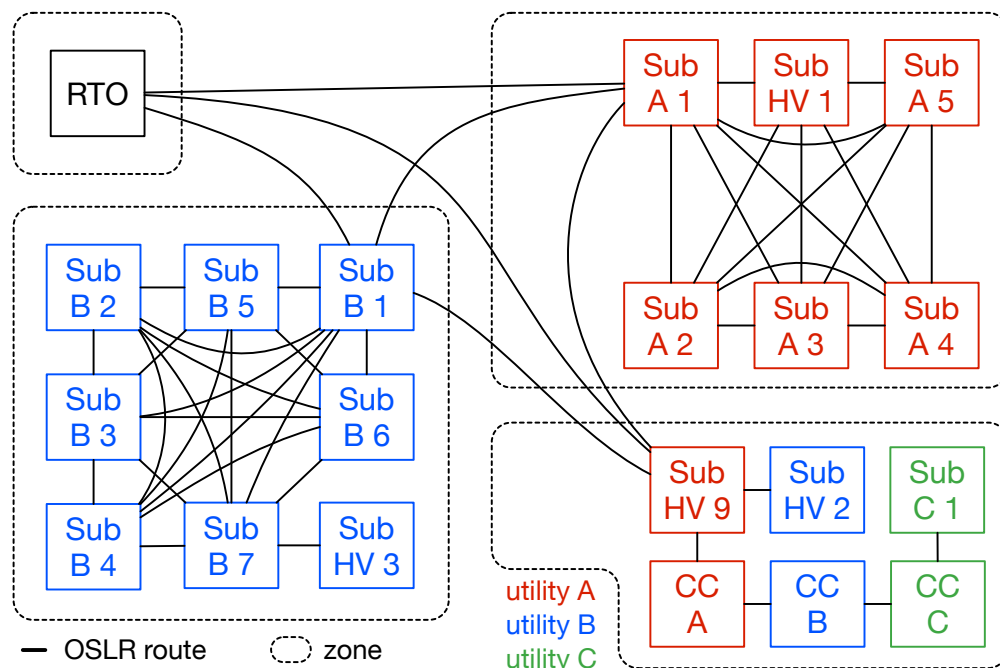 RTO
Sub
A 1
Sub
HV 1
Sub
A 5
Sub
A 2
Sub
A 3
Sub
A 4
Sub
B 2
Sub
B 5
Sub
B 1
Sub
B 3
Sub
B 6
Sub
B 4
Sub
B 7
Sub
HV 3
Sub
HV 9
Sub
HV 2
Sub
C 1
CC
A
CC
B
CC
C
utility A
utility B
utility C
OSLR route
zone